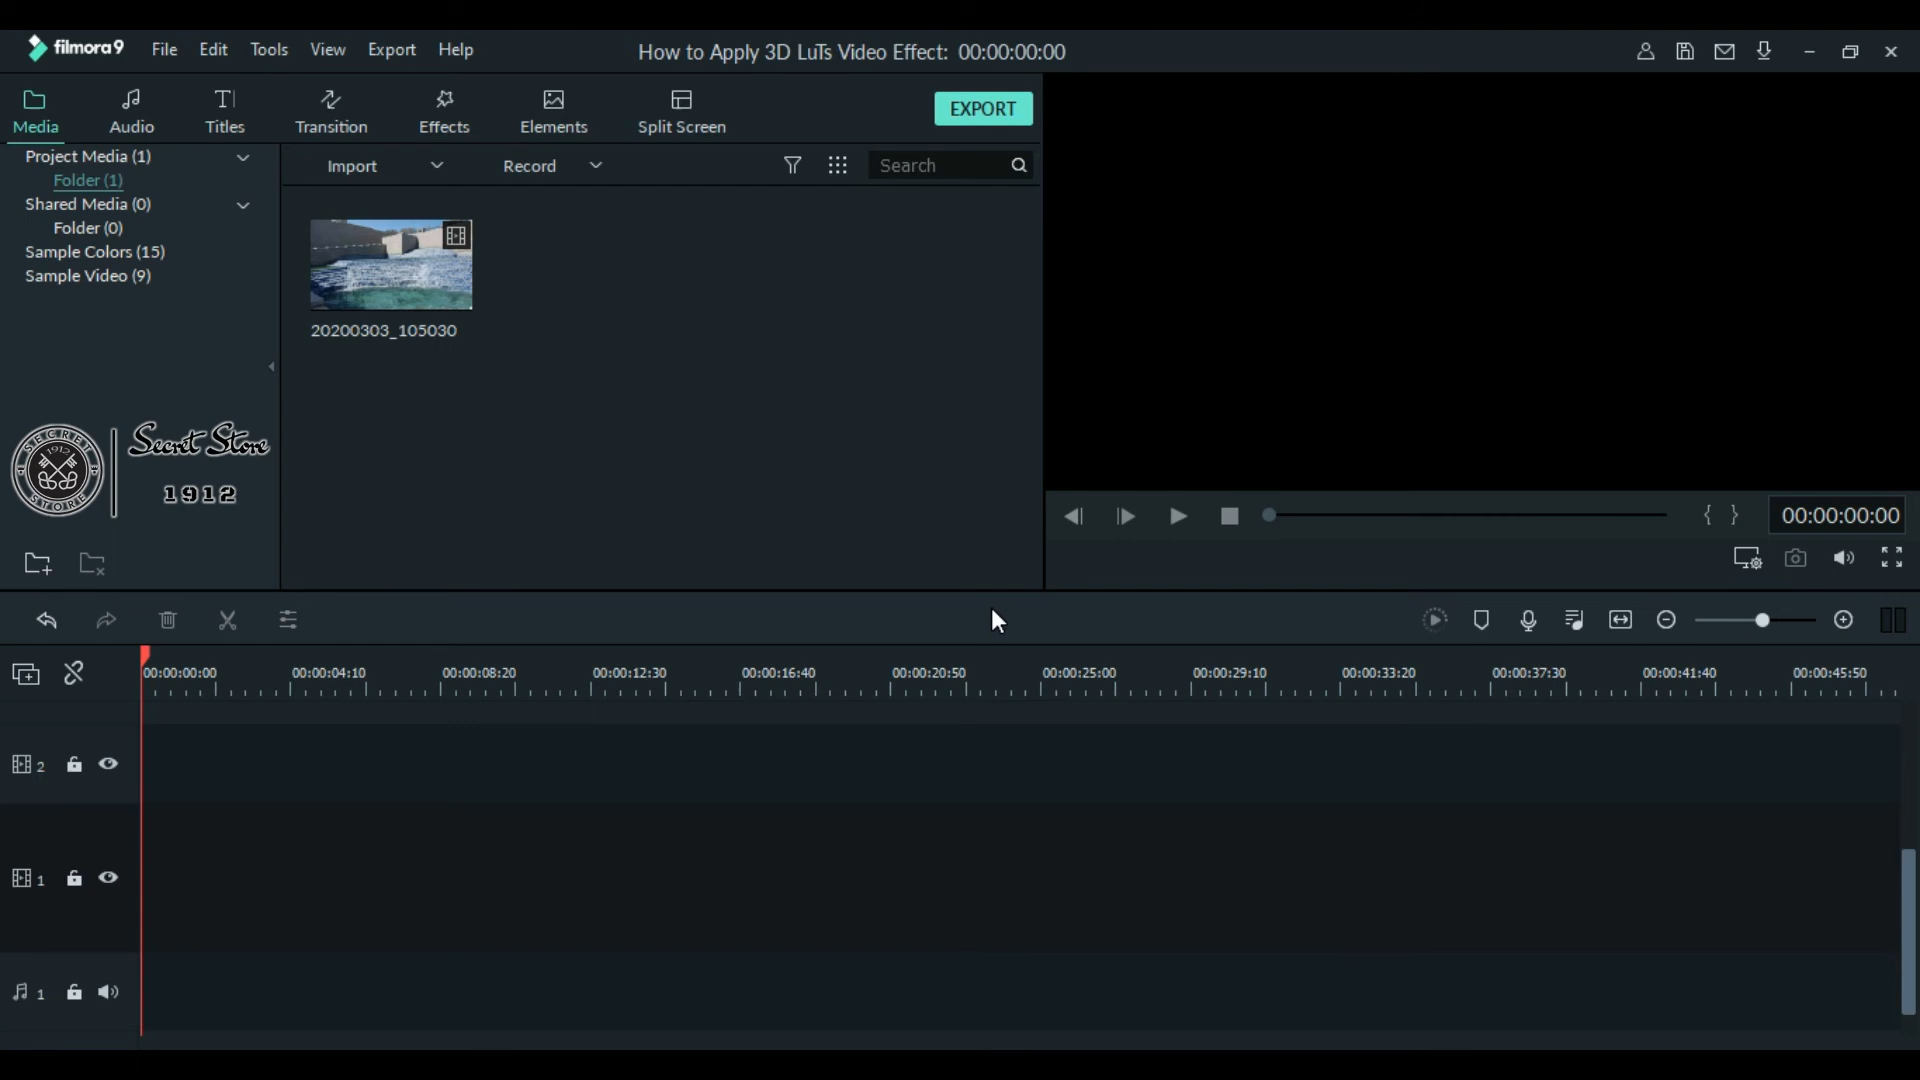 filmora9 File Edit Tools View Export Help How to Apply 3D LuTs Video Effect: 00:00:00:00
Media Audio Titles Transition Effects Elements Split Screen EXPORT
Project Media (1)
Folder (1)
Shared Media (0)
Folder (0)
Sample Colors (15)
Sample Video (9)
Import Record Search
20200303_105030
SECRET
1912
STORE
Secret Store
1912
{ } 00:00:00:00
00:00:00:00 00:00:04:10 00:00:08:20 00:00:12:30 00:00:16:40 00:00:20:50 00:00:25:00 00:00:29:10 00:00:33:20 00:00:37:30 00:00:41:40 00:00:45:50
2
1
1